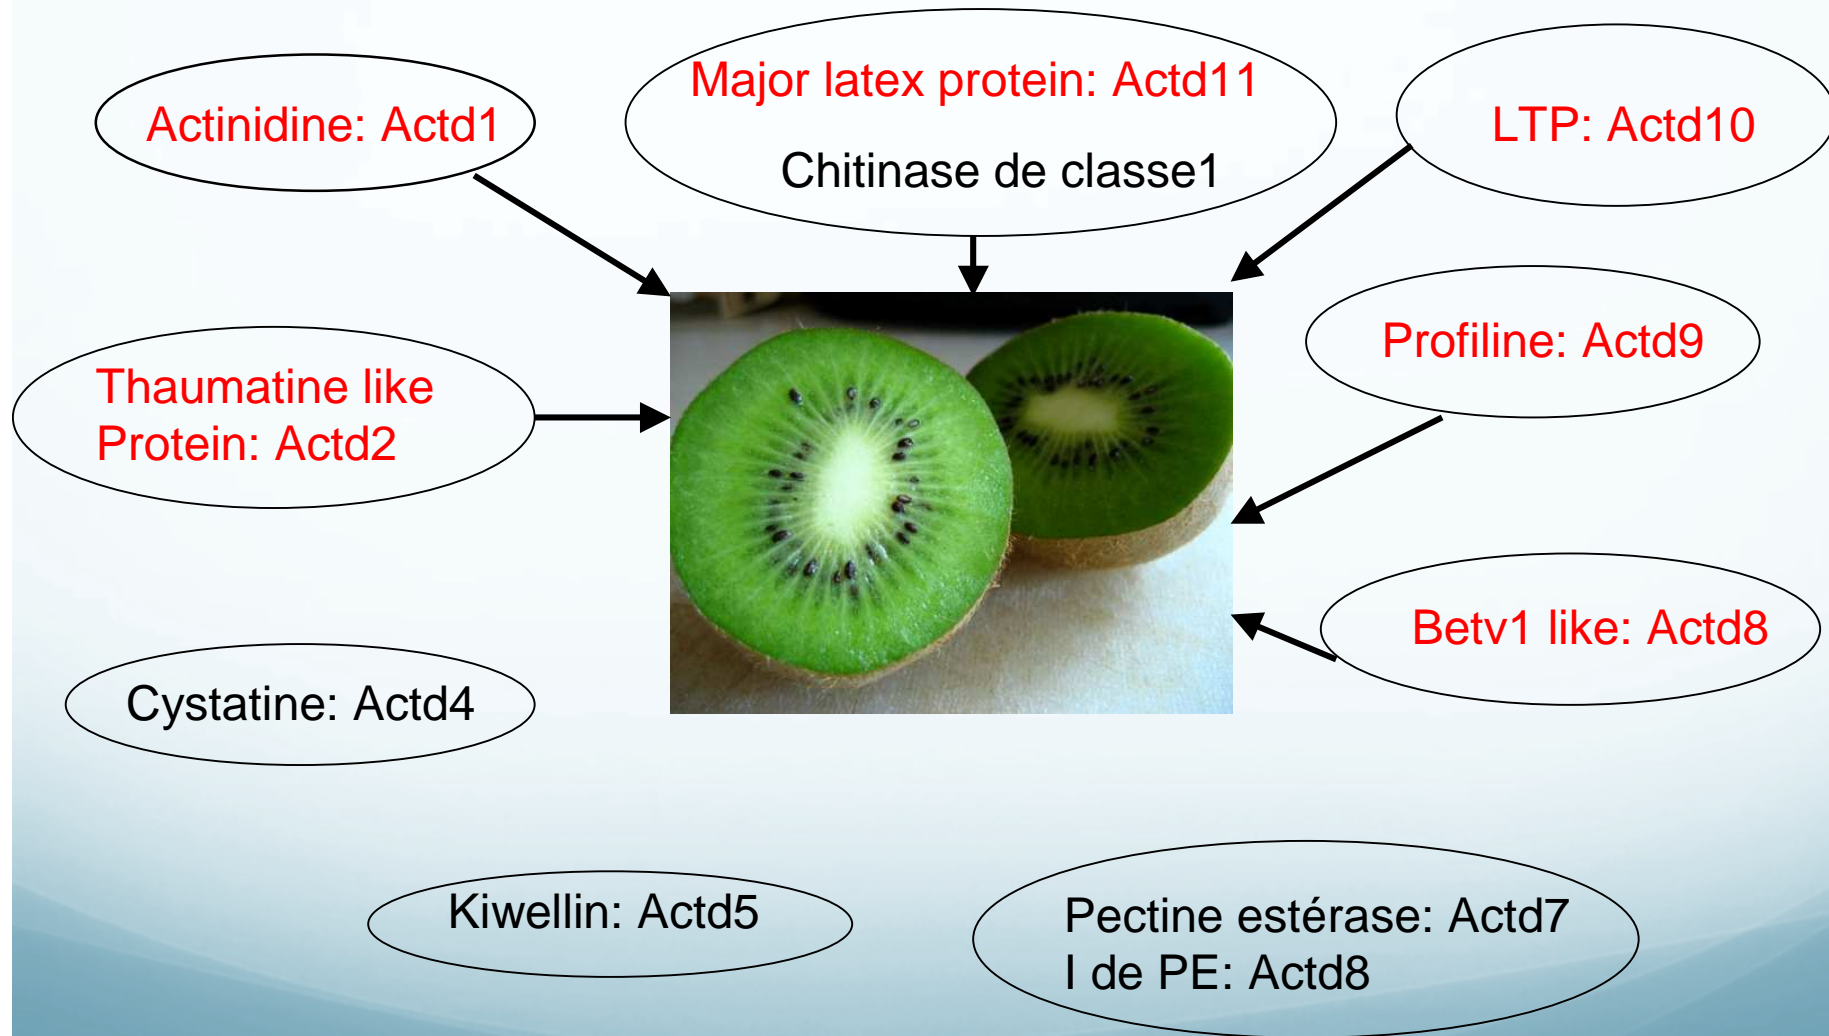 Major latex protein: Actd11
Actinidine: Actd1
LTP: Actd10
Chitinase de classe1
Profiline: Actd9
Thaumatine like
Protein: Actd2
Betv1 like: Actd8
Cystatine: Actd4
Kiwellin: Actd5
Pectine estérase: Actd7
I de PE: Actd8